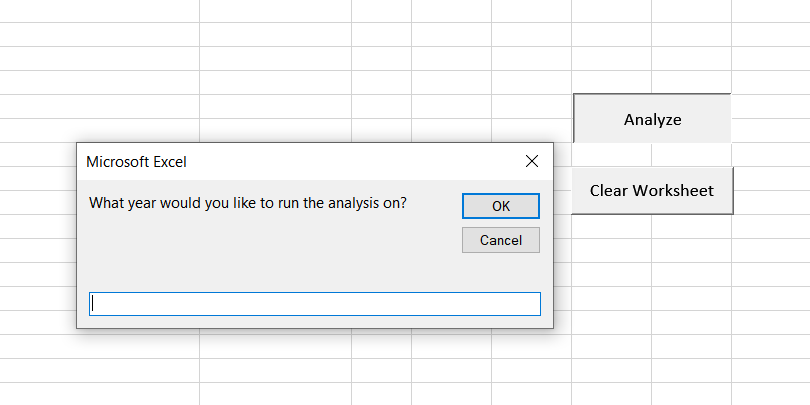 Analyze
Microsoft Excel
What year would you like to run the analysis on?
OK
Clear Worksheet
Cancel